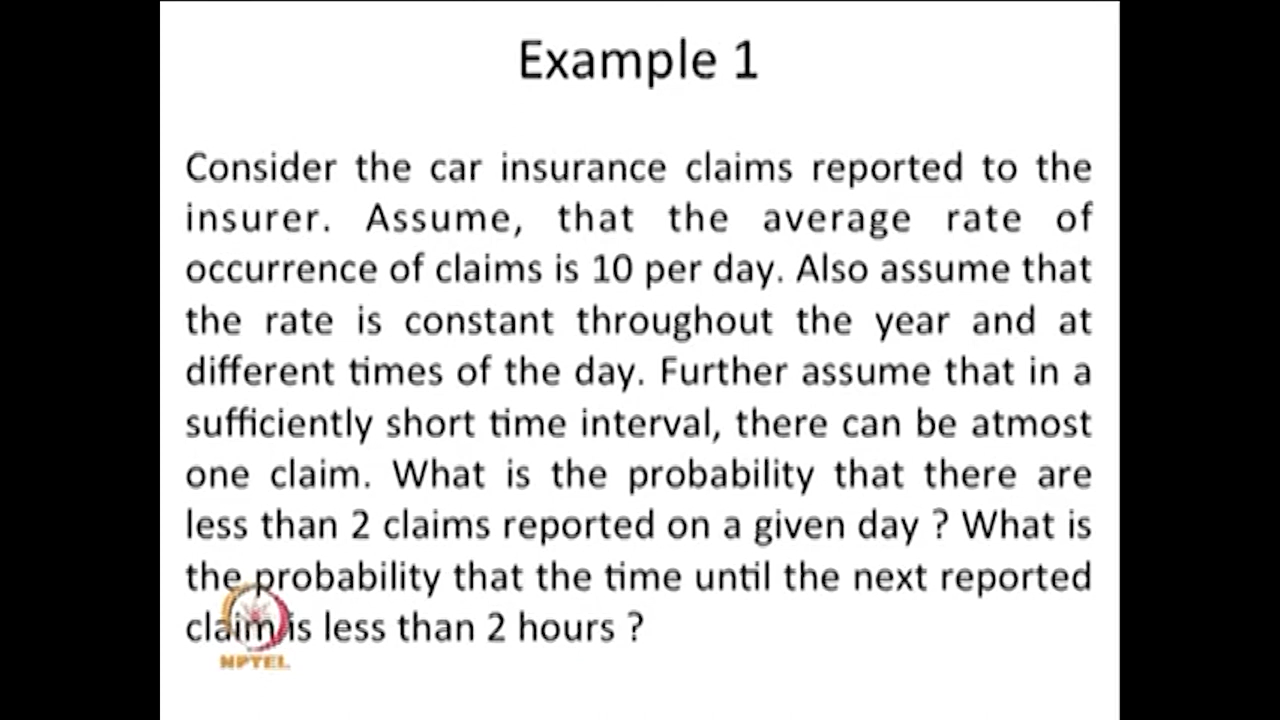 Example 1
Consider the car insurance claims reported to the
insurer. Assume, that the average rate of
occurrence of claims is 10 per day. Also assume that
the rate is constant throughout the year and at
different times of the day. Further assume that in a
sufficiently short time interval, there can be atmost
one claim. What is the probability that there are
less than 2 claims reported on a given day ? What is
the probability that the time until the next reported
claim is less than 2 hours ?
NPTEL